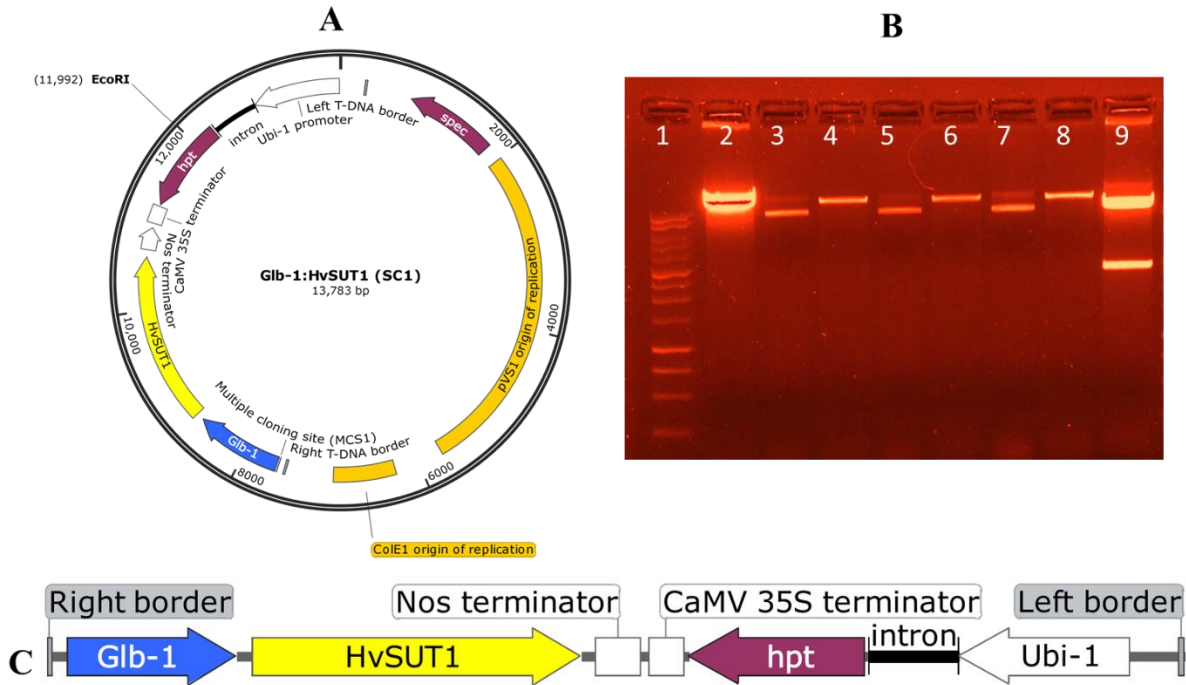 A
B
(11,992) EcoRI
Left T-DNA border
Ubi-1 promoter
intron
spec
2000
12,000
hpt
CaMV 35S terminator
Nos terminator
Glb-1:HvSUT1 (SC1)
13,783 bp
pVS1 origin of replication
4000
10,000
HvSUT1
Multiple cloning site (MCS1)
Right T-DNA border
Glb-1
8000
6000
ColE1 origin of replication
1 2 3 4 5 6 7 8 9
Right border
Nos terminator
CaMV 35S terminator
Left border
intron
C
Glb-1
HvSUT1
hpt
Ubi-1